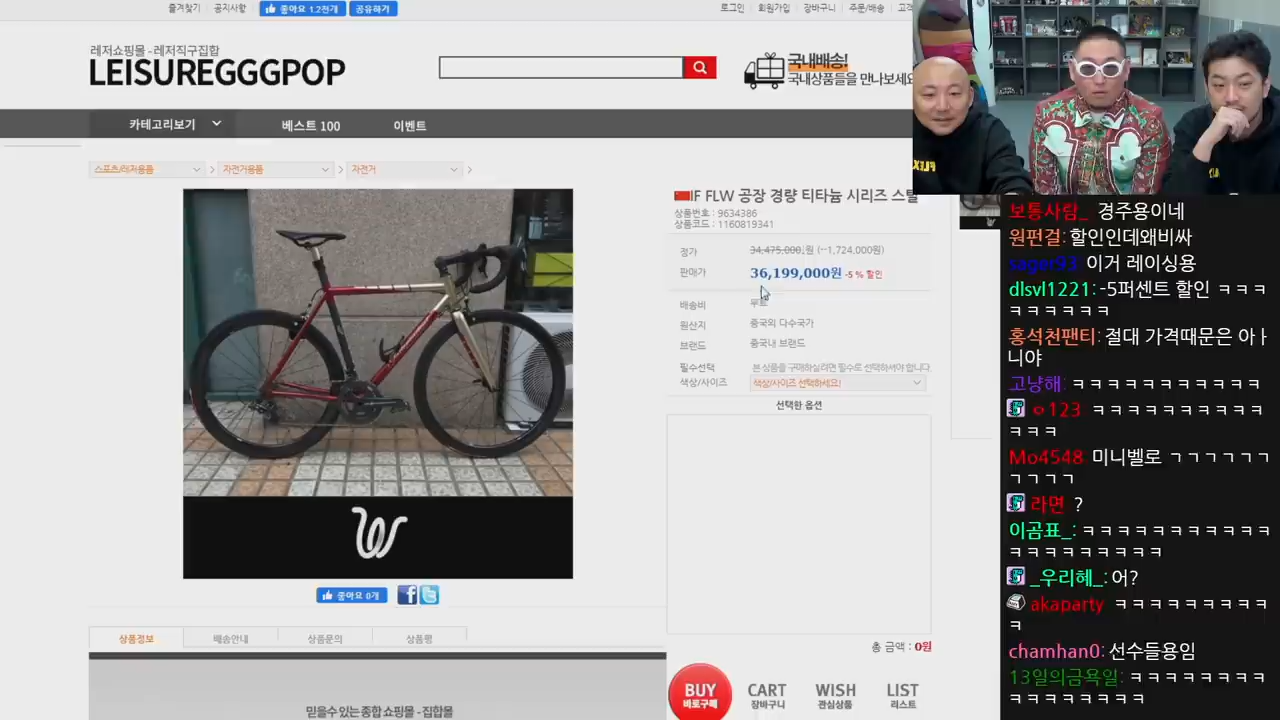 즐겨찾기
공지사항
좋아요 1.2천개
공유하기
로그인
회원가입
장바구니
주문/배송
레저쇼핑몰 - 레저직구집합
LEISUREGGGPOP
국내배송!
국내상품들을 만나보세요
카테고리보기
베스트 100
이벤트
스포츠/레저용품
자전거용품
자전거
IF FLW 공장 경량 티타늄 시리즈 스틸
상품번호 : 9634386
상품코드 : 1160819341
정가
34,475,000.원 (--1,724,000원)
판매가
36,199,000원 -5 % 할인
배송비
무료
원산지
중국외 다수국가
브랜드
중국내 브랜드
필수선택
본 상품을 구매하실려면 필수로 선택하셔야 합니다.
색상/사이즈
색상/사이즈 선택하세요!
선택한 옵션
W
좋아요 0개
상품정보
배송안내
상품문의
상품평
총 금액 : 0원
BUY
바로구매
CART
장바구니
WISH
관심상품
LIST
리스트
믿을수 있는 종합 쇼핑몰 - 집합몰
보통사람_ 경주용이네
원펀걸: 할인인데왜비싸
sager93: 이거 레이싱용
dlsvl1221: -5퍼센트 할인 ㅋㅋㅋ
ㅋㅋㅋㅋㅋㅋ
홍석천팬티: 절대 가격때문은 아ㅏ
니야
고냥해: ㅋㅋㅋㅋㅋㅋㅋㅋㅋㅋㅋ
ㅇ123 ㅋㅋㅋㅋㅋㅋㅋㅋㅋㅋ
ㅋㅋㅋ
Mo4548 미니벨로 ㄱㄱㄱㄱㄱㄱ
ㄱㄱㄱㄱ
라면 ?
이곰표_: ㅋㅋㅋㅋㅋㅋㅋㅋㅋㅋㅋ
ㅋㅋㅋㅋㅋㅋㅋㅋㅋ
_우리혜_: 어?
akaparty ㅋㅋㅋㅋㅋㅋㅋㅋㅋ
ㅋ
chamhan0: 선수들용임
13일의금욕일: ㅋㅋㅋㅋㅋㅋㅋㅋ
ㅋㅋㅋㅋㅋㅋㅋㅋ